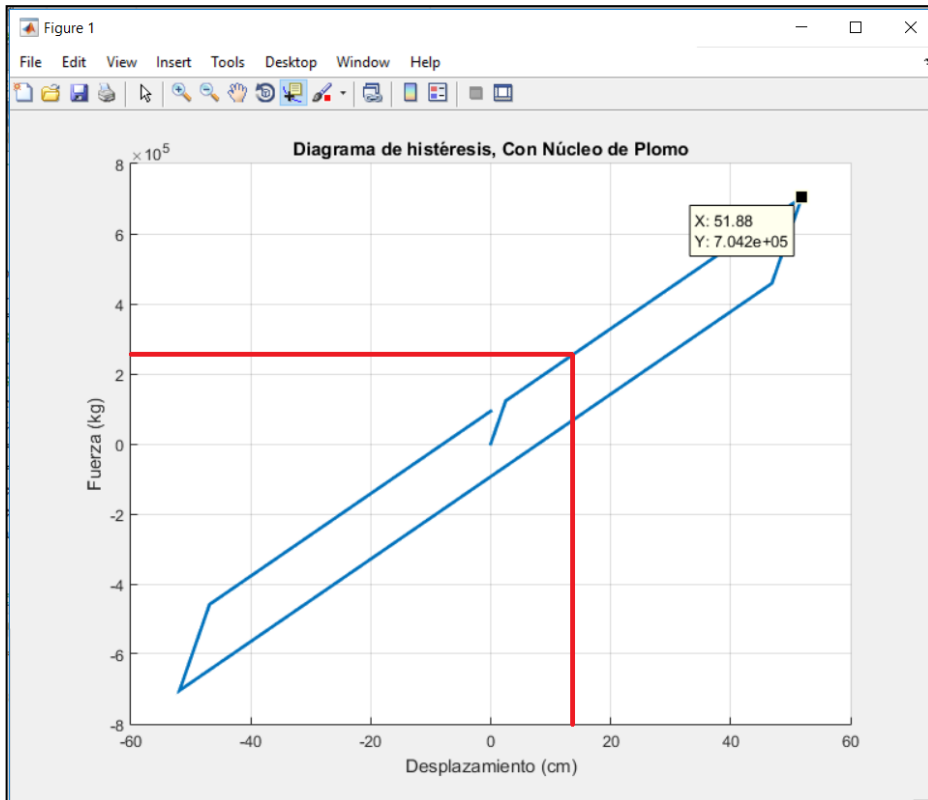 Figure 1
File Edit View Insert Tools Desktop Window Help
×10⁵
Diagrama de histéresis, Con Núcleo de Plomo
8
6
4
2
0
-2
-4
-6
-8
Fuerza (kg)
X: 51.88
Y: 7.042e+05
-60 -40 -20 0 20 40 60
Desplazamiento (cm)